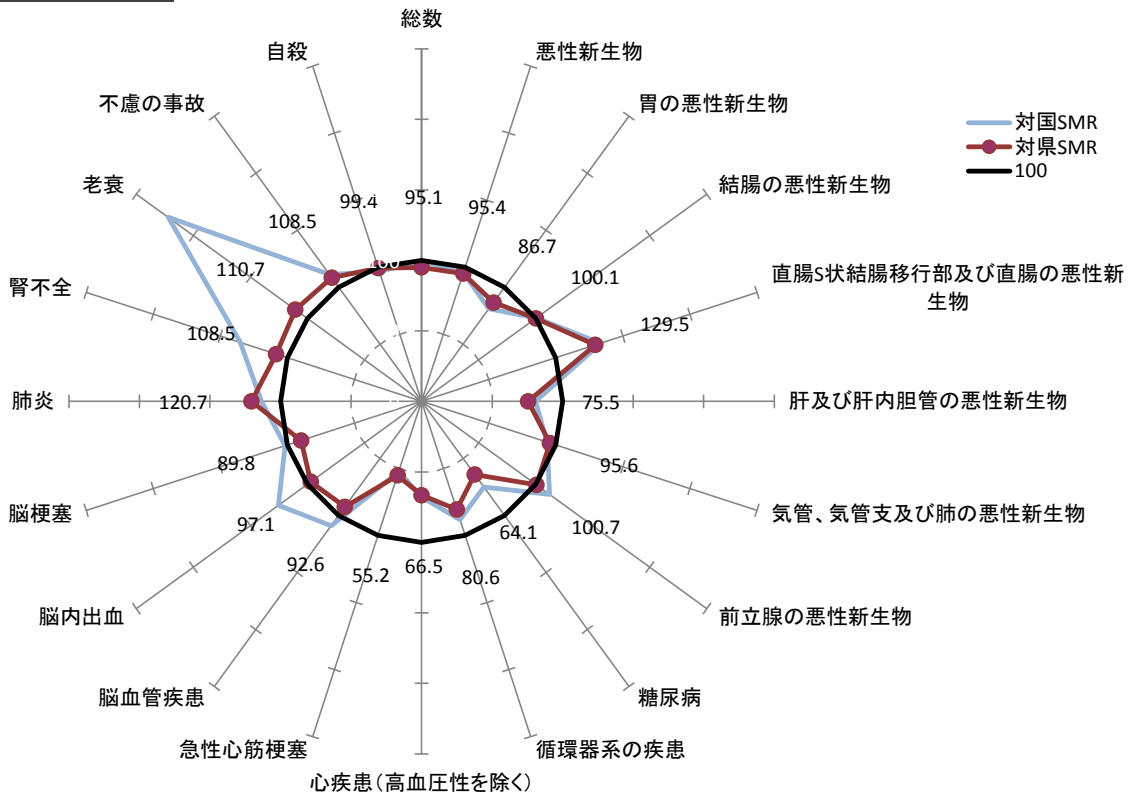 総数
自殺
悪性新生物
不慮の事故
胃の悪性新生物
対国SMR
対県SMR
100
老衰
結腸の悪性新生物
99.4
95.1
95.4
108.5
86.7
110.7
100.1
100
腎不全
直腸S状結腸移行部及び直腸の悪性新
生物
108.5
129.5
肺炎
120.7
75.5
肝及び肝内胆管の悪性新生物
89.8
95.6
脳梗塞
気管、気管支及び肺の悪性新生物
97.1
100.7
92.6
55.2
66.5
80.6
64.1
脳内出血
前立腺の悪性新生物
脳血管疾患
糖尿病
急性心筋梗塞
循環器系の疾患
心疾患(高血圧性を除く)